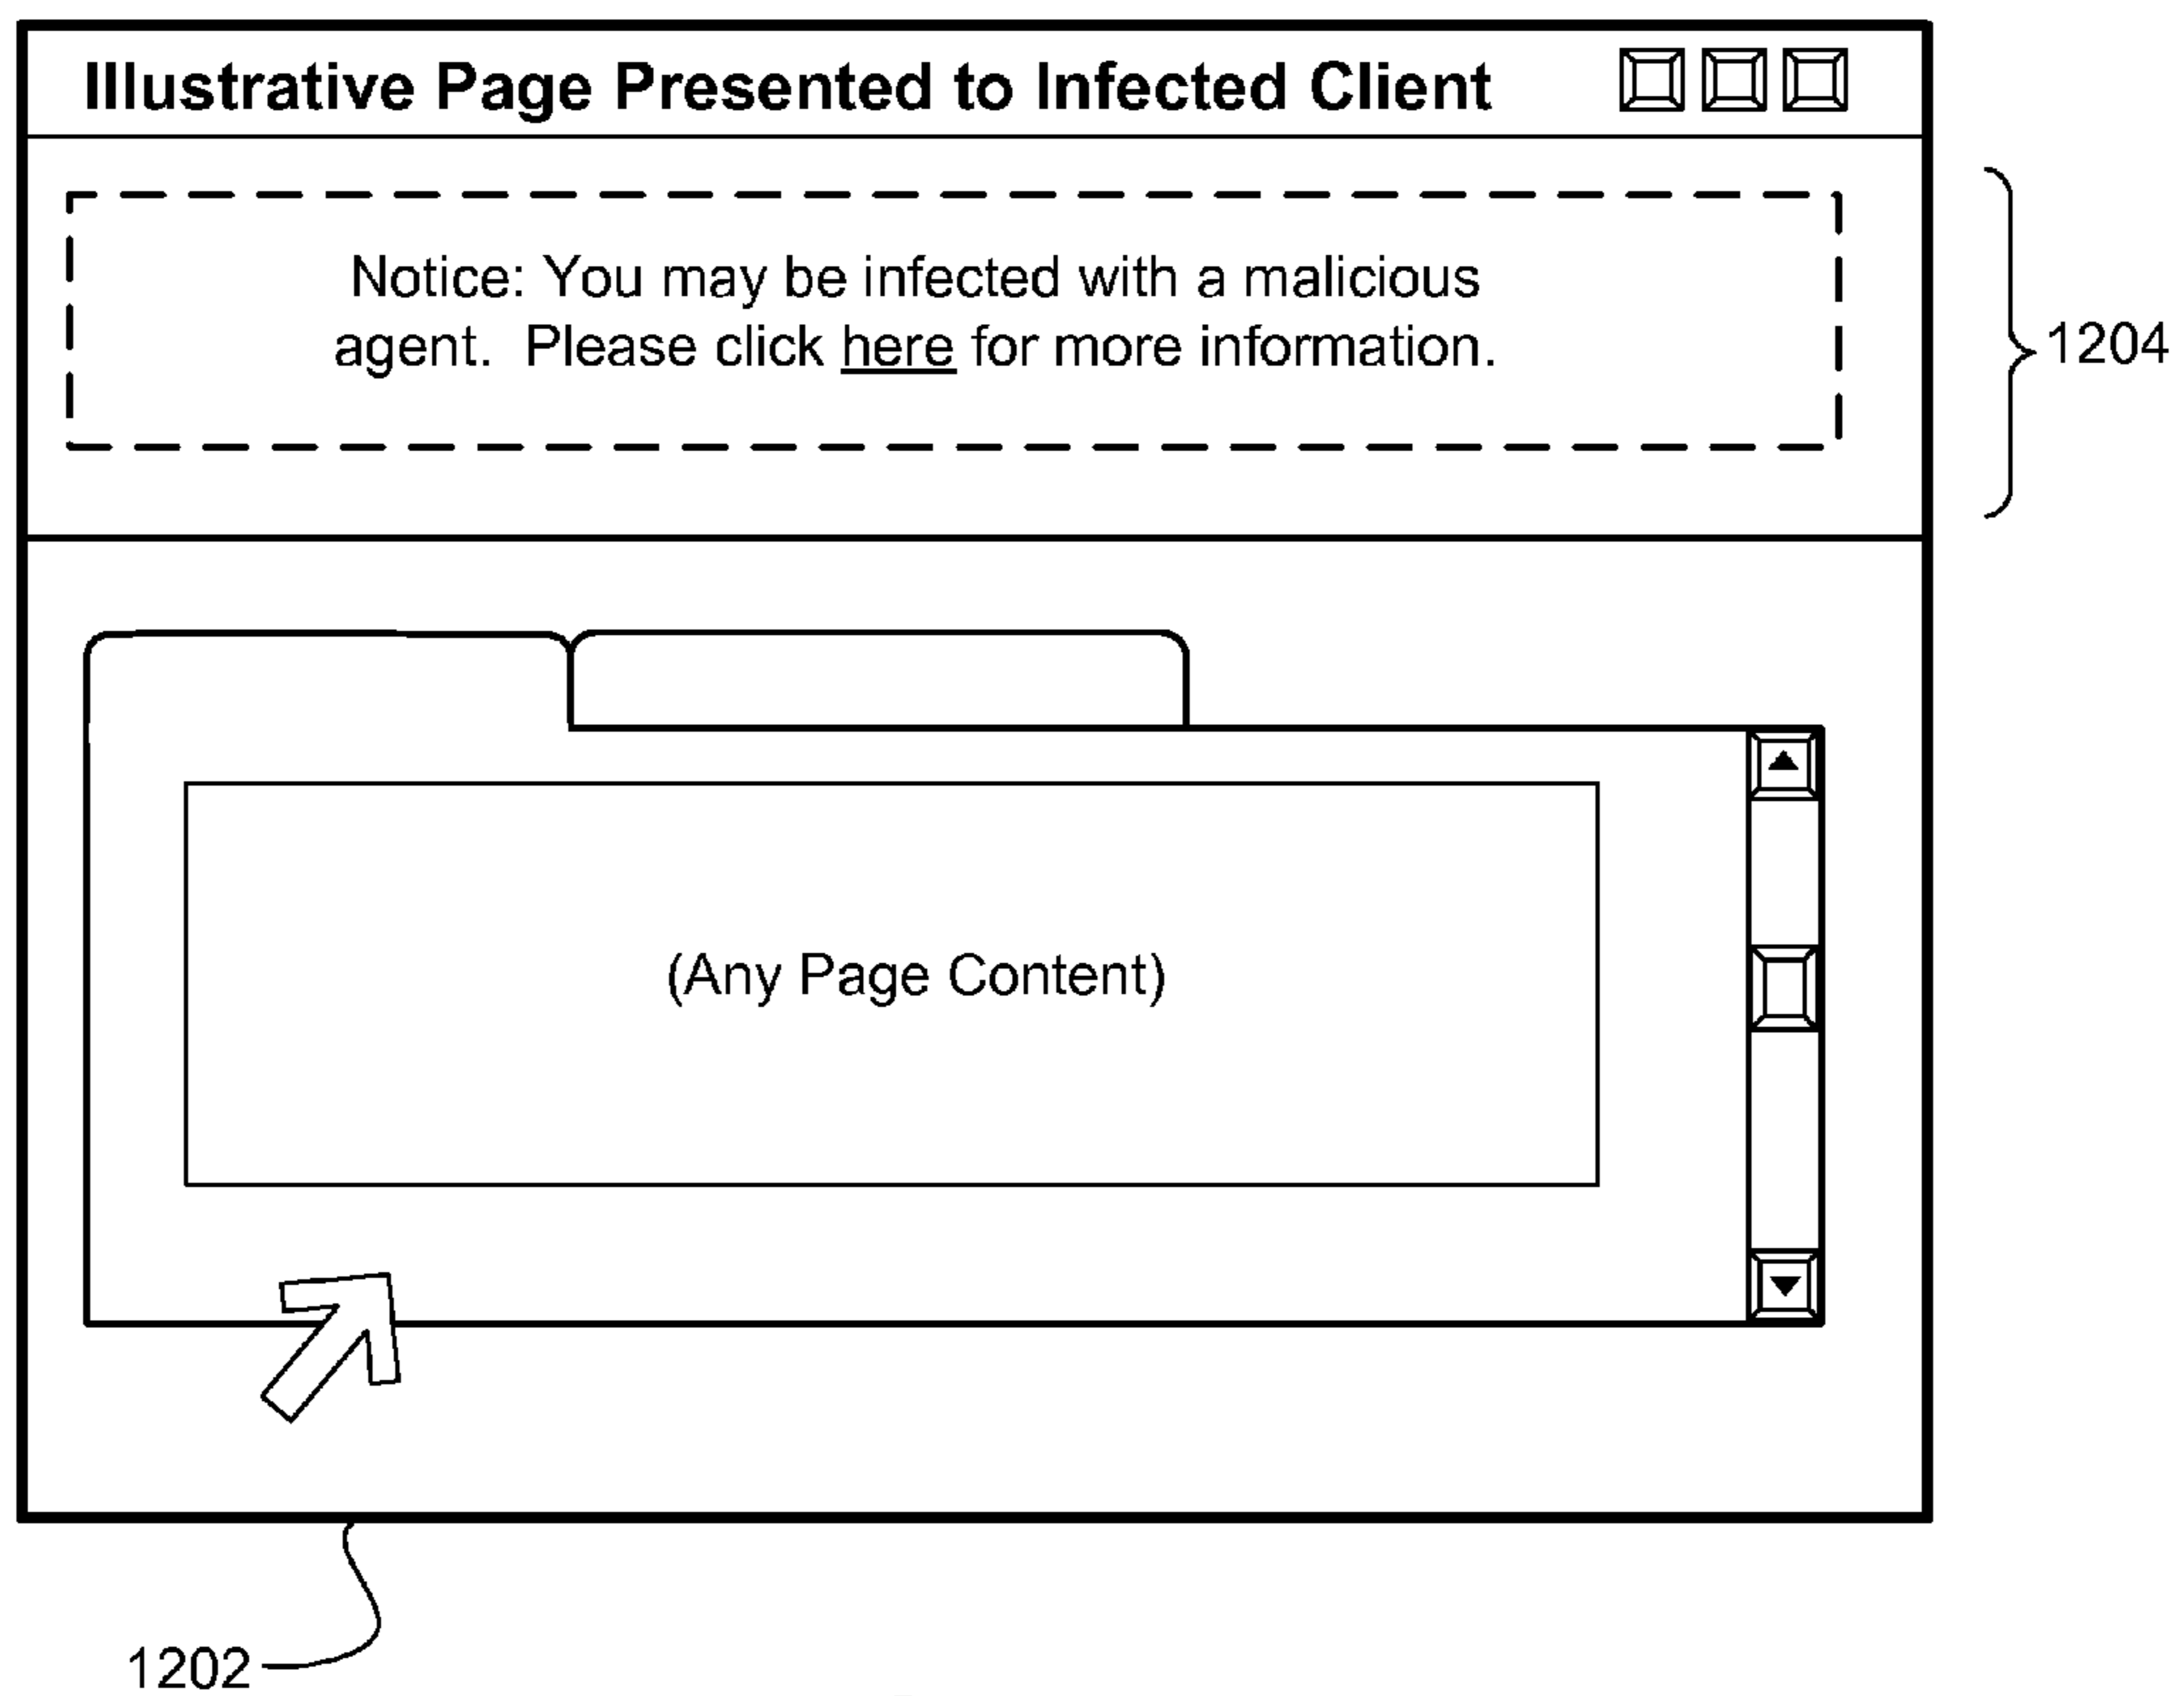 Illustrative Page Presented to Infected Client
Notice: You may be infected with a malicious
agent. Please click here for more information.
1204
(Any Page Content)
1202